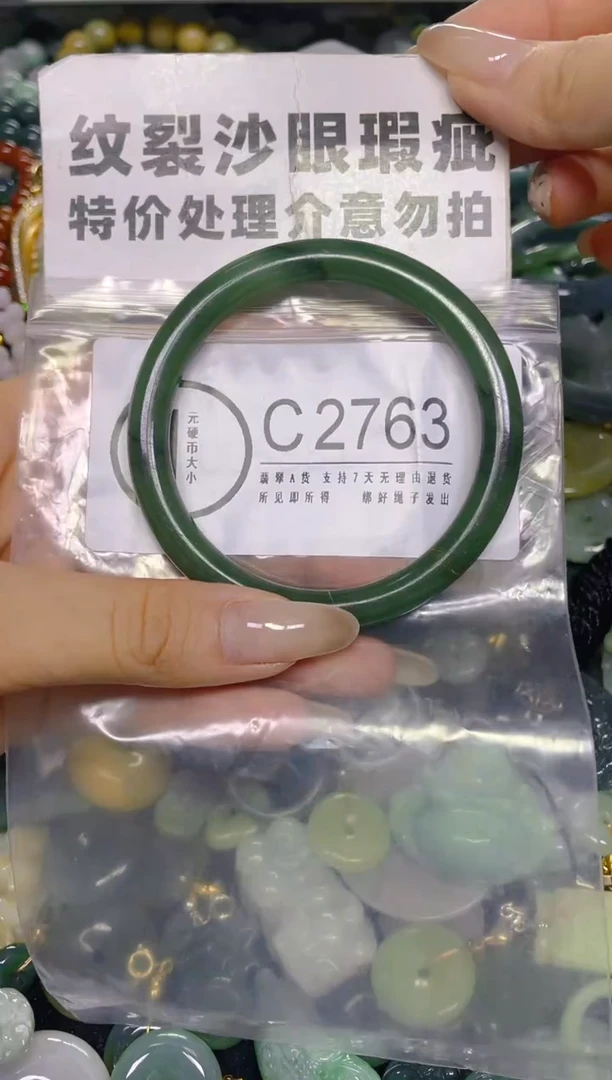 纹裂沙眼瑕疵
特价处理介意勿拍
元硬币大小
C2763
翡翠A货 支持7天无理由退货
所见即所得 绑好绳子发出